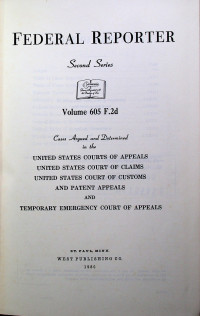 FEDERAL REPORTER
Second Series
Volume 605 F.2d
Cases Argued and Determined
in the
UNITED STATES COURTS OF APPEALS
UNITED STATES COURT OF CLAIMS
UNITED STATES COURT OF CUSTOMS
AND PATENT APPEALS
AND
TEMPORARY EMERGENCY COURT OF APPEALS
ST. PAUL, MINN.
WEST PUBLISHING CO.
1980